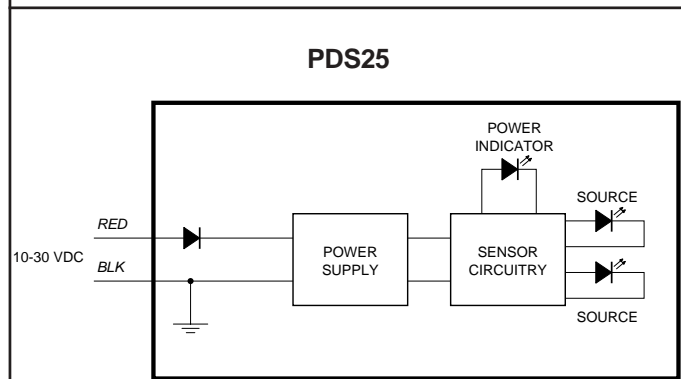 PDS25
POWER
INDICATOR
SOURCE
RED
10-30 VDC
POWER
SUPPLY
SENSOR
CIRCUITRY
BLK
SOURCE